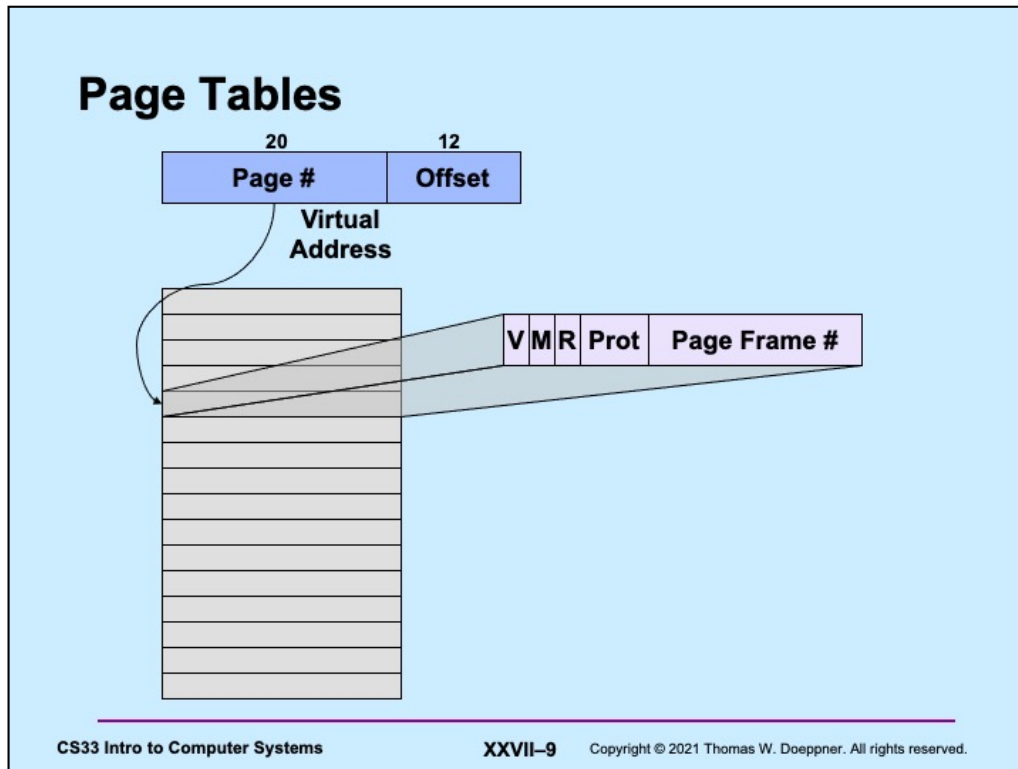 Page Tables
20 12
Page # Offset
Virtual
Address
V M R Prot Page Frame #
CS33 Intro to Computer Systems XXVII–9 Copyright © 2021 Thomas W. Doeppner. All rights reserved.